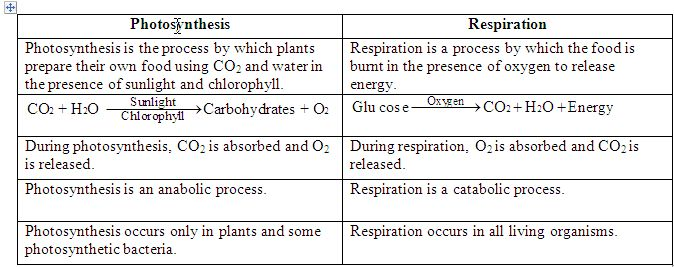 Photosynthesis
Respiration
Photosynthesis is the process by which plants
prepare their own food using CO2 and water in
the presence of sunlight and chlorophyll.
Respiration is a process by which the food is
burnt in the presence of oxygen to release
energy.
CO2 + H2O Sunlight Chlorophyll → Carbohydrates + O2
Glucose Oxygen → CO2 + H2O + Energy
During photosynthesis, CO2 is absorbed and O2
is released.
During respiration, O2 is absorbed and CO2 is
released.
Photosynthesis is an anabolic process.
Respiration is a catabolic process.
Photosynthesis occurs only in plants and some
photosynthetic bacteria.
Respiration occurs in all living organisms.